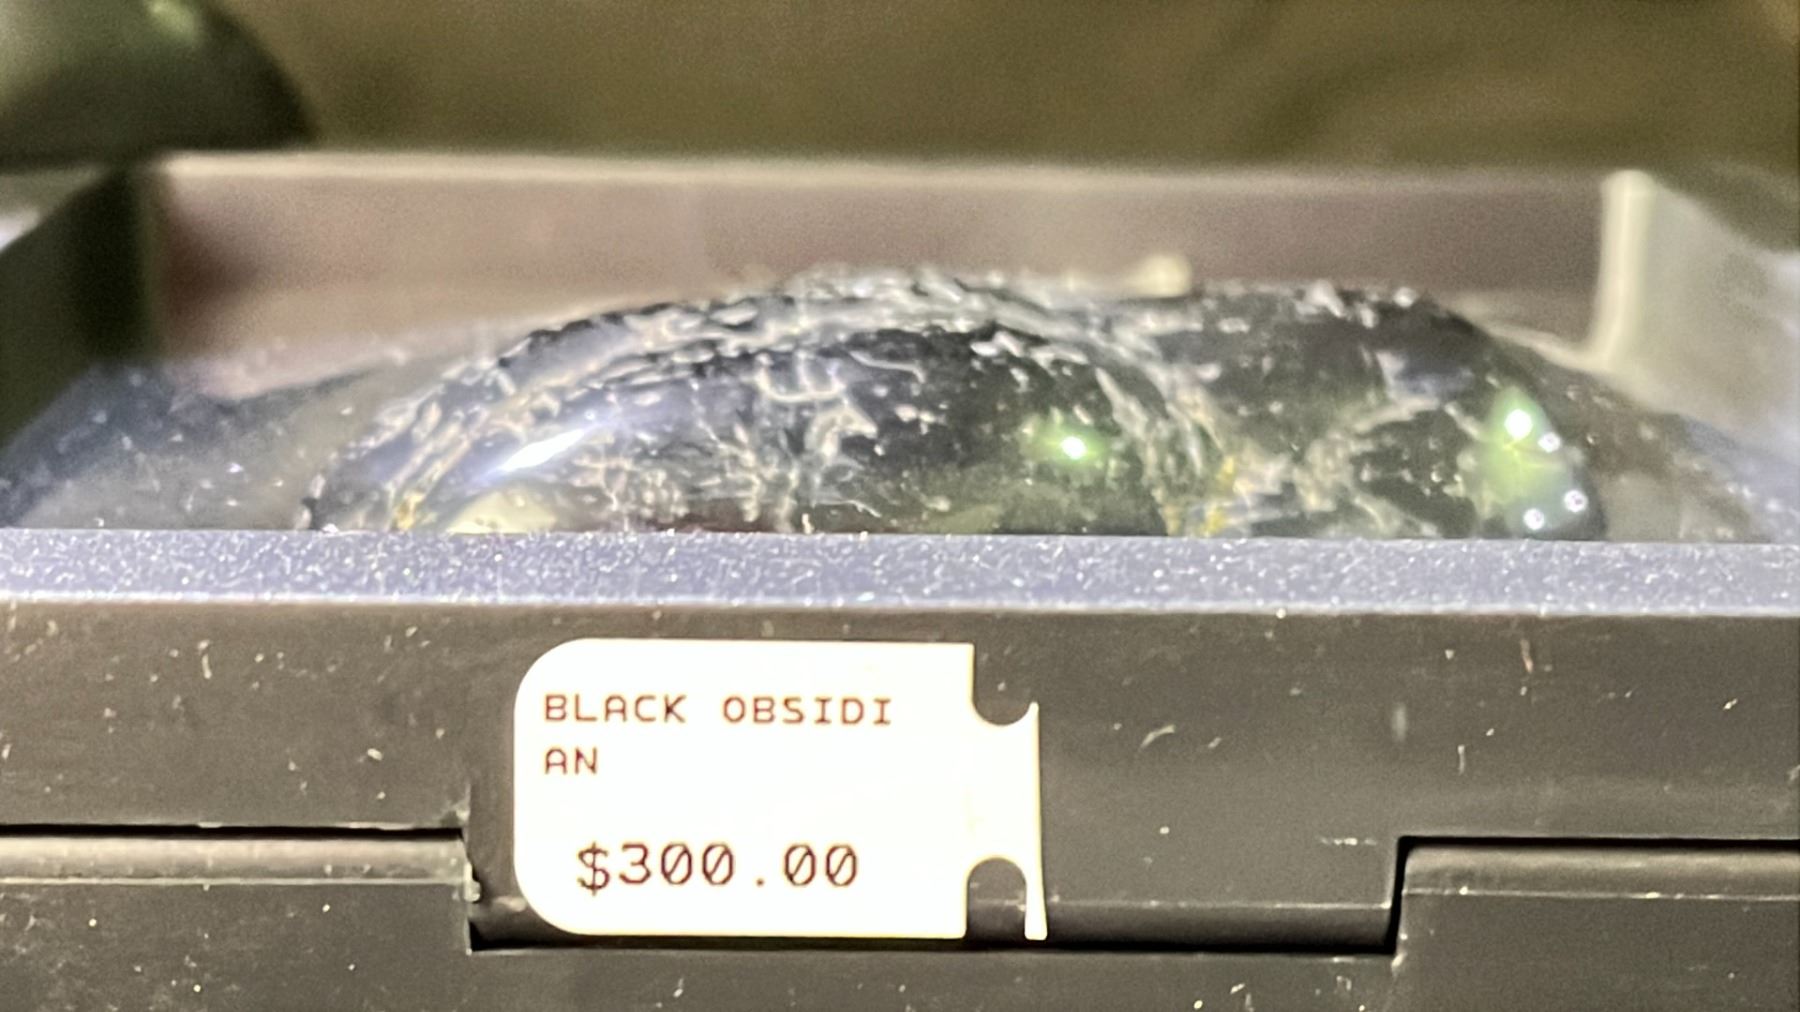 BLACK OBSIDI
AN
$300.00